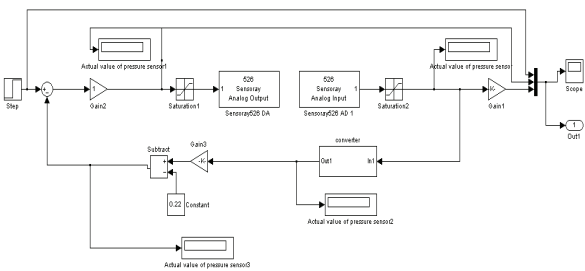 Step
1
Gain2
Actual value of pressure sensor1
Saturation1
1
526
Sensoray
Analog Output
Sensoray526 DA
526
Sensoray
Analog Input
1
Sensoray526 AD 1
Saturation2
Actual value of pressure sensor
-K-
Gain1
Scope
1
Out1
Subtract
Gain3
-K-
converter
Out1
In1
0.22
Constant
Actual value of pressure sensor2
Actual value of pressure sensor3